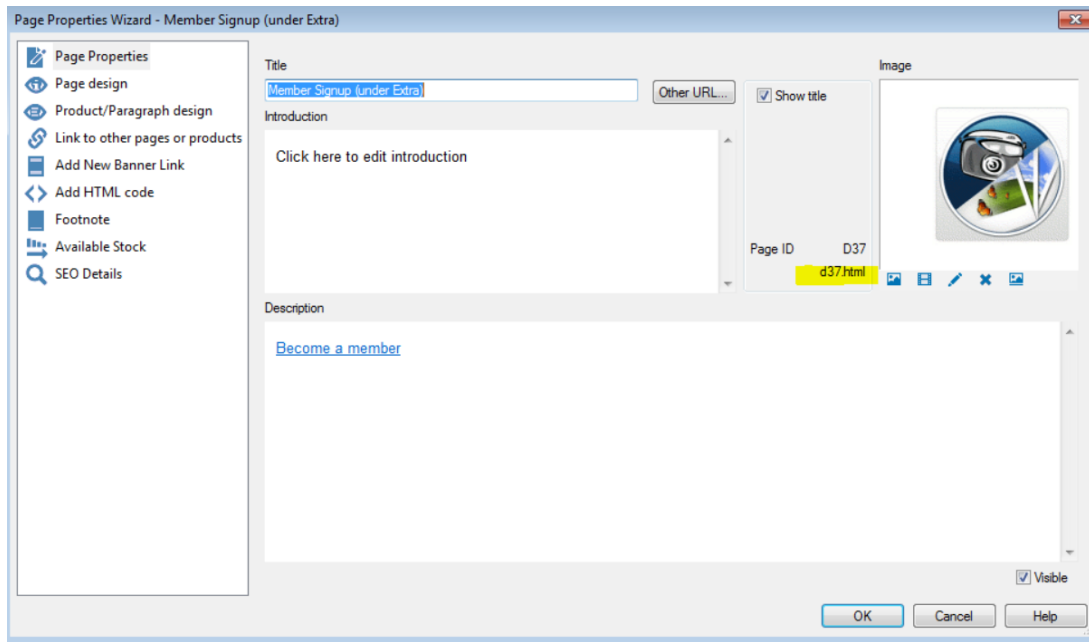 Page Properties Wizard - Member Signup (under Extra)
Page Properties
Page design
Product/Paragraph design
Link to other pages or products
Add New Banner Link
Add HTML code
Footnote
Available Stock
SEO Details
Title
Member Signup (under Extra)
Other URL...
Introduction
Click here to edit introduction
Show title
Page ID D37
d37.html
Image
Description
Become a member
Visible
OK
Cancel
Help